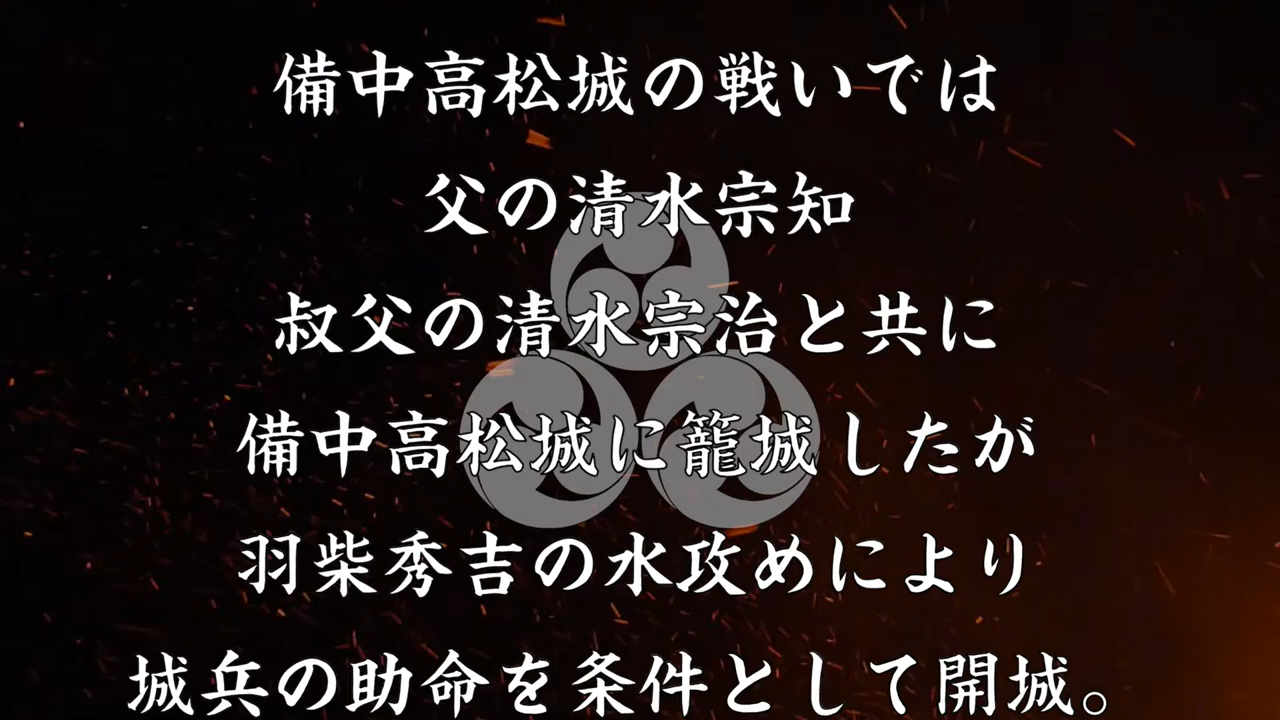 備中高松城の戦いでは
父の清水宗知
叔父の清水宗治と共に
備中高松城に籠城したが
羽柴秀吉の水攻めにより
城兵の助命を条件として開城。